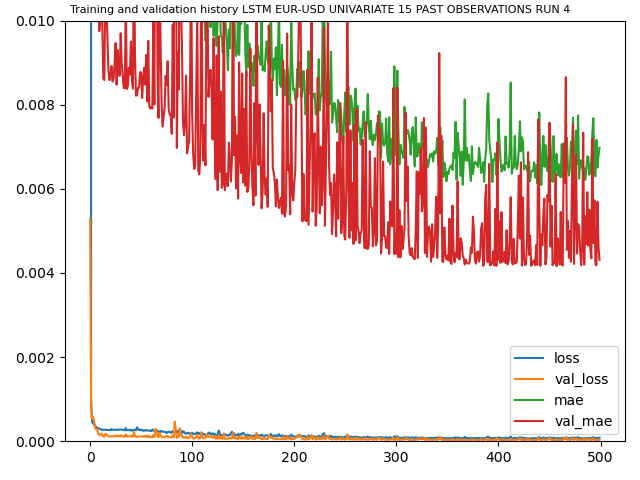 Training and validation history LSTM EUR-USD UNIVARIATE 15 PAST OBSERVATIONS RUN 4
0.010
0.008
0.006
0.004
0.002
0.000
0 100 200 300 400 500
loss
val_loss
mae
val_mae